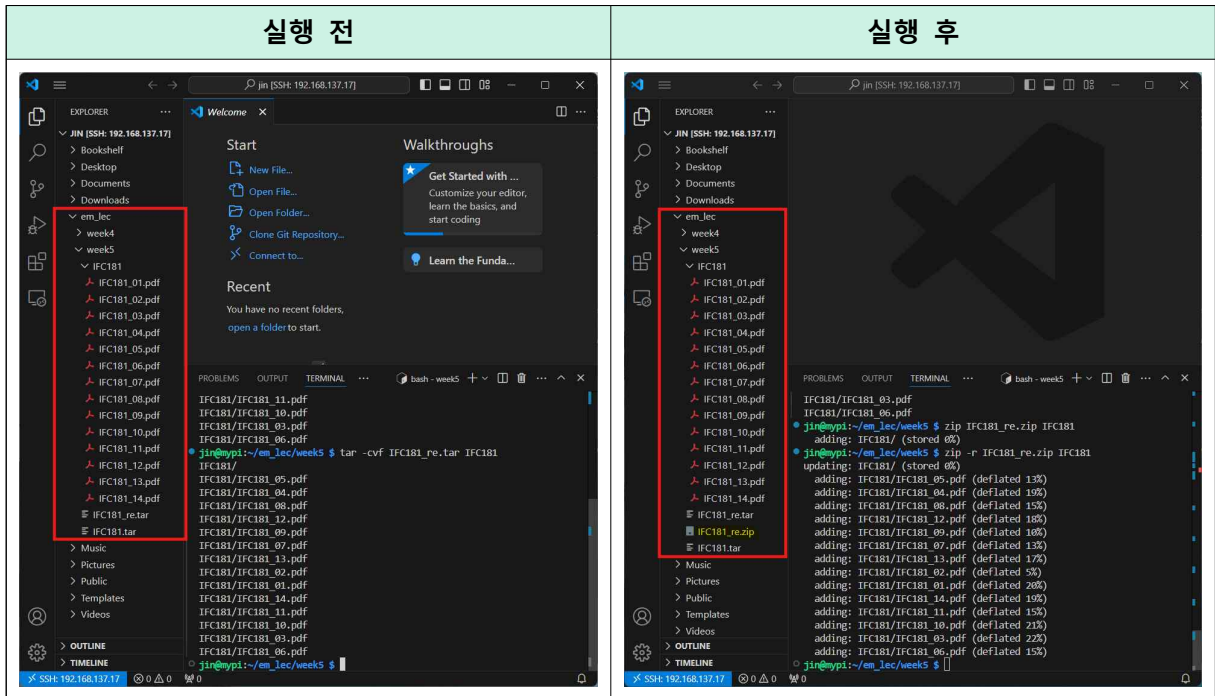 실행 전
실행 후
jin [SSH: 192.168.137.17]
EXPLORER
JIN [SSH: 192.168.137.17]
Bookshelf
Desktop
Documents
Downloads
em_lec
week4
week5
IFC181
IFC181_01.pdf
IFC181_02.pdf
IFC181_03.pdf
IFC181_04.pdf
IFC181_05.pdf
IFC181_06.pdf
IFC181_07.pdf
IFC181_08.pdf
IFC181_09.pdf
IFC181_10.pdf
IFC181_11.pdf
IFC181_12.pdf
IFC181_13.pdf
IFC181_14.pdf
IFC181_re.tar
IFC181.tar
Music
Pictures
Public
Templates
Videos
OUTLINE
TIMELINE
Welcome
Start
New File...
Open File...
Open Folder...
Clone Git Repository...
Connect to...
Recent
You have no recent folders,
open a folder to start.
Walkthroughs
Get Started with ...
Customize your editor,
learn the basics, and
start coding
Learn the Funda...
PROBLEMS OUTPUT TERMINAL ... bash - week5
IFC181/IFC181_11.pdf
IFC181/IFC181_10.pdf
IFC181/IFC181_03.pdf
IFC181/IFC181_06.pdf
jin@mypi:~/em_lec/week5 $ tar -cvf IFC181_re.tar IFC181
IFC181/
IFC181/IFC181_05.pdf
IFC181/IFC181_04.pdf
IFC181/IFC181_08.pdf
IFC181/IFC181_12.pdf
IFC181/IFC181_09.pdf
IFC181/IFC181_07.pdf
IFC181/IFC181_13.pdf
IFC181/IFC181_02.pdf
IFC181/IFC181_01.pdf
IFC181/IFC181_14.pdf
IFC181/IFC181_11.pdf
IFC181/IFC181_10.pdf
IFC181/IFC181_03.pdf
IFC181/IFC181_06.pdf
jin@mypi:~/em_lec/week5 $
SSH: 192.168.137.17 0 0 0
jin [SSH: 192.168.137.17]
EXPLORER
JIN [SSH: 192.168.137.17]
Bookshelf
Desktop
Documents
Downloads
em_lec
week4
week5
IFC181
IFC181_01.pdf
IFC181_02.pdf
IFC181_03.pdf
IFC181_04.pdf
IFC181_05.pdf
IFC181_06.pdf
IFC181_07.pdf
IFC181_08.pdf
IFC181_09.pdf
IFC181_10.pdf
IFC181_11.pdf
IFC181_12.pdf
IFC181_13.pdf
IFC181_14.pdf
IFC181_re.tar
IFC181_re.zip
IFC181.tar
Music
Pictures
Public
Templates
Videos
OUTLINE
TIMELINE
PROBLEMS OUTPUT TERMINAL ... bash - week5
IFC181/IFC181_03.pdf
IFC181/IFC181_06.pdf
jin@mypi:~/em_lec/week5 $ zip IFC181_re.zip IFC181
adding: IFC181/ (stored 0%)
jin@mypi:~/em_lec/week5 $ zip -r IFC181_re.zip IFC181
updating: IFC181/ (stored 0%)
adding: IFC181/IFC181_05.pdf (deflated 13%)
adding: IFC181/IFC181_04.pdf (deflated 19%)
adding: IFC181/IFC181_08.pdf (deflated 15%)
adding: IFC181/IFC181_12.pdf (deflated 18%)
adding: IFC181/IFC181_09.pdf (deflated 10%)
adding: IFC181/IFC181_07.pdf (deflated 13%)
adding: IFC181/IFC181_13.pdf (deflated 17%)
adding: IFC181/IFC181_02.pdf (deflated 5%)
adding: IFC181/IFC181_01.pdf (deflated 20%)
adding: IFC181/IFC181_14.pdf (deflated 19%)
adding: IFC181/IFC181_11.pdf (deflated 15%)
adding: IFC181/IFC181_10.pdf (deflated 21%)
adding: IFC181/IFC181_03.pdf (deflated 22%)
adding: IFC181/IFC181_06.pdf (deflated 15%)
jin@mypi:~/em_lec/week5 $
SSH: 192.168.137.17 0 0 0